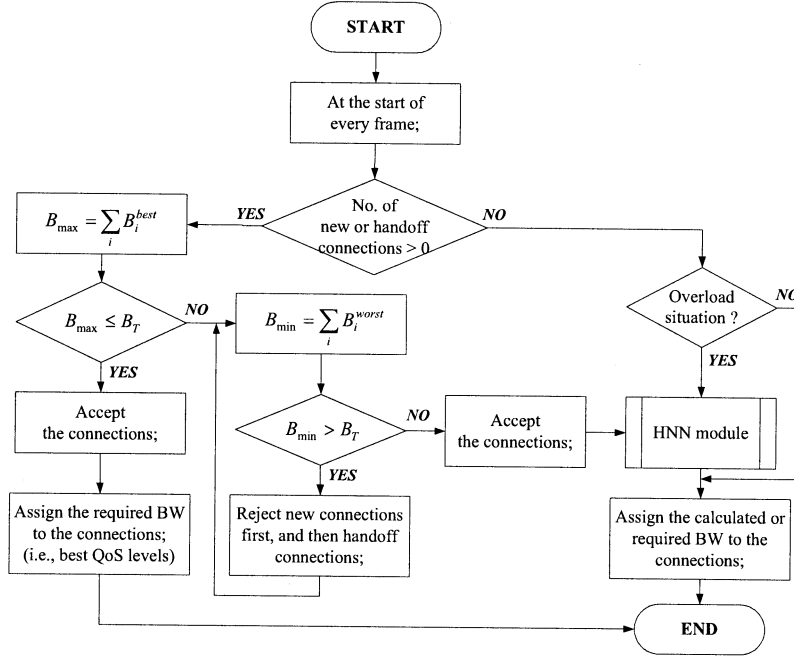 START
At the start of
every frame;
No. of
new or handoff
connections > 0
YES
NO
B_max = ∑_i B_i^best
B_max ≤ B_T
NO
YES
B_min = ∑_i B_i^worst
Overload
situation ?
NO
YES
Accept
the connections;
B_min > B_T
NO
YES
Accept
the connections;
HNN module
Assign the required BW
to the connections;
(i.e., best QoS levels)
Reject new connections
first, and then handoff
connections;
Assign the calculated or
required BW to the
connections;
END